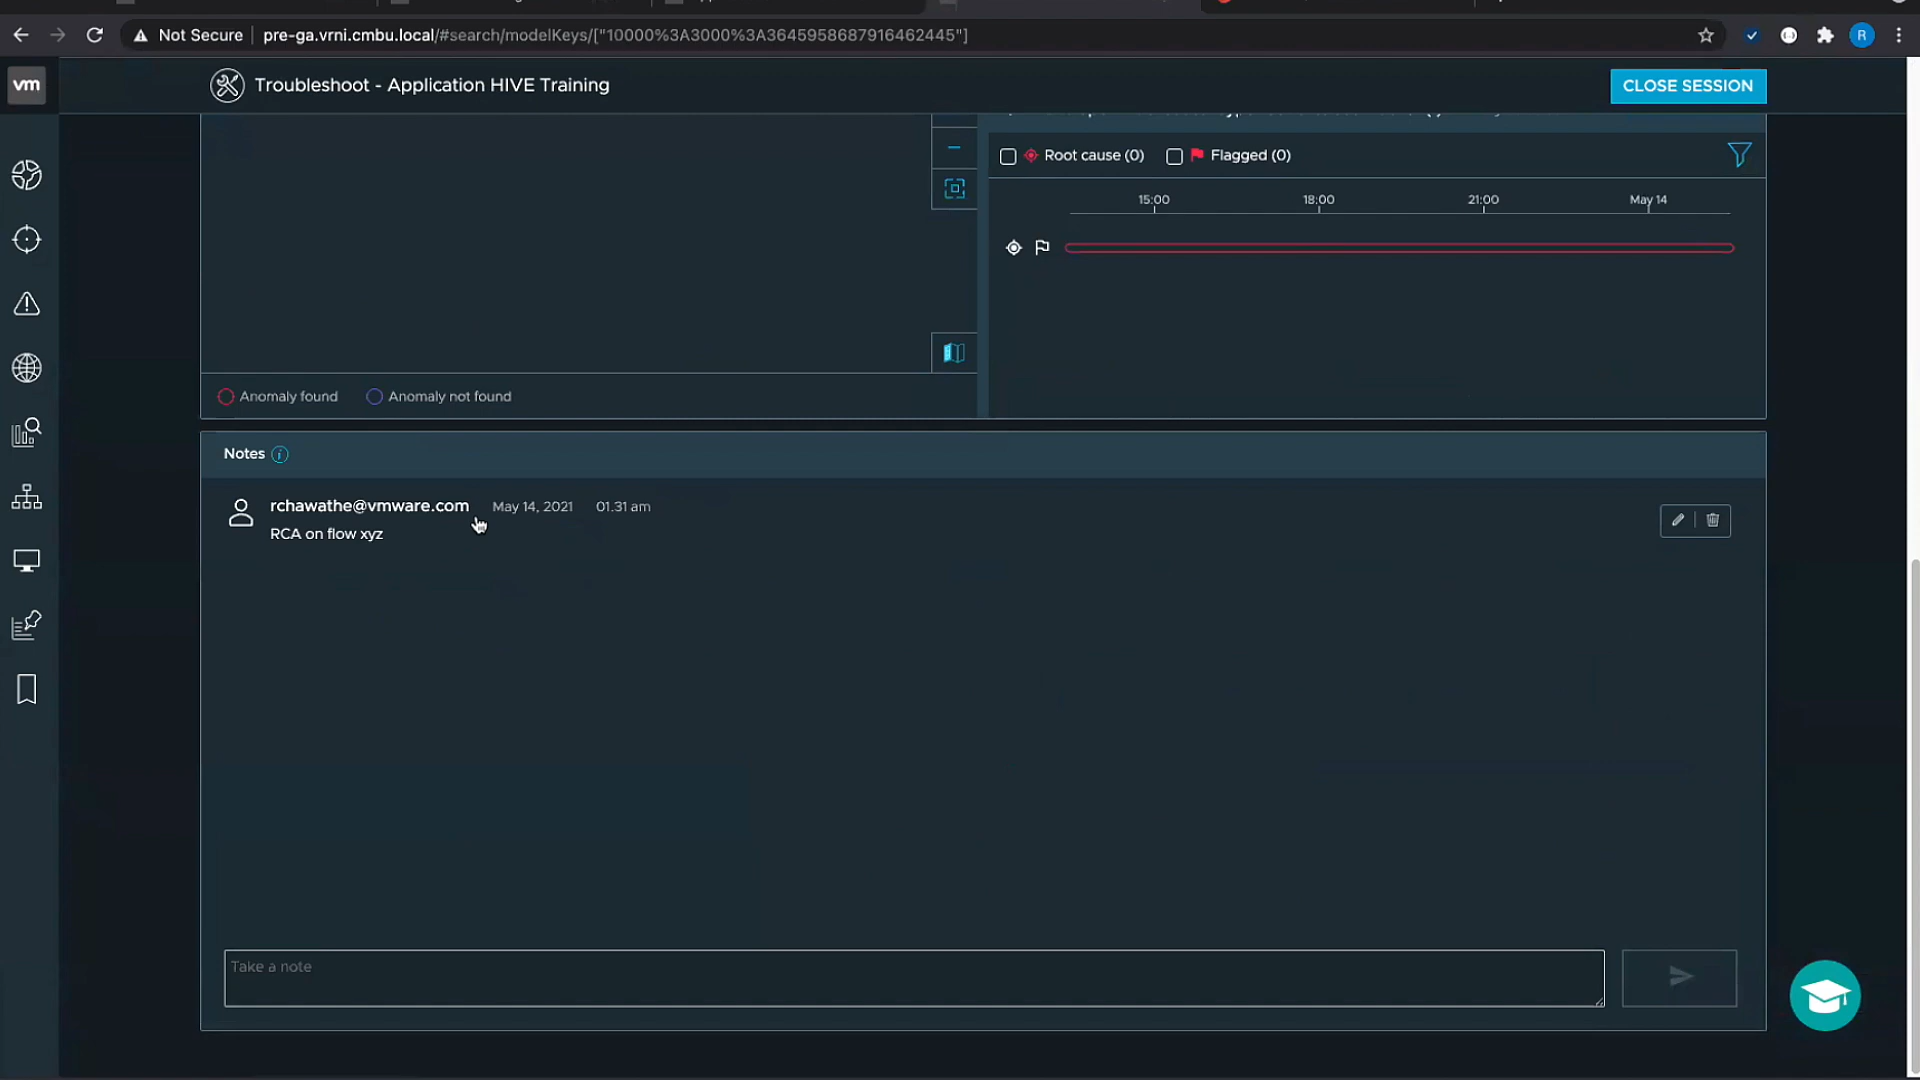 Not Secure pre-ga.vrni.cmbu.local/#search/modelKeys/["10000%3A3000%3A3645958687916462445"] R
vm Troubleshoot - Application HIVE Training CLOSE SESSION
Root cause (0) Flagged (0)
15:00 18:00 21:00 May 14
Anomaly found Anomaly not found
Notes
rchawathe@vmware.com May 14, 2021 01.31 am
RCA on flow xyz
Take a note